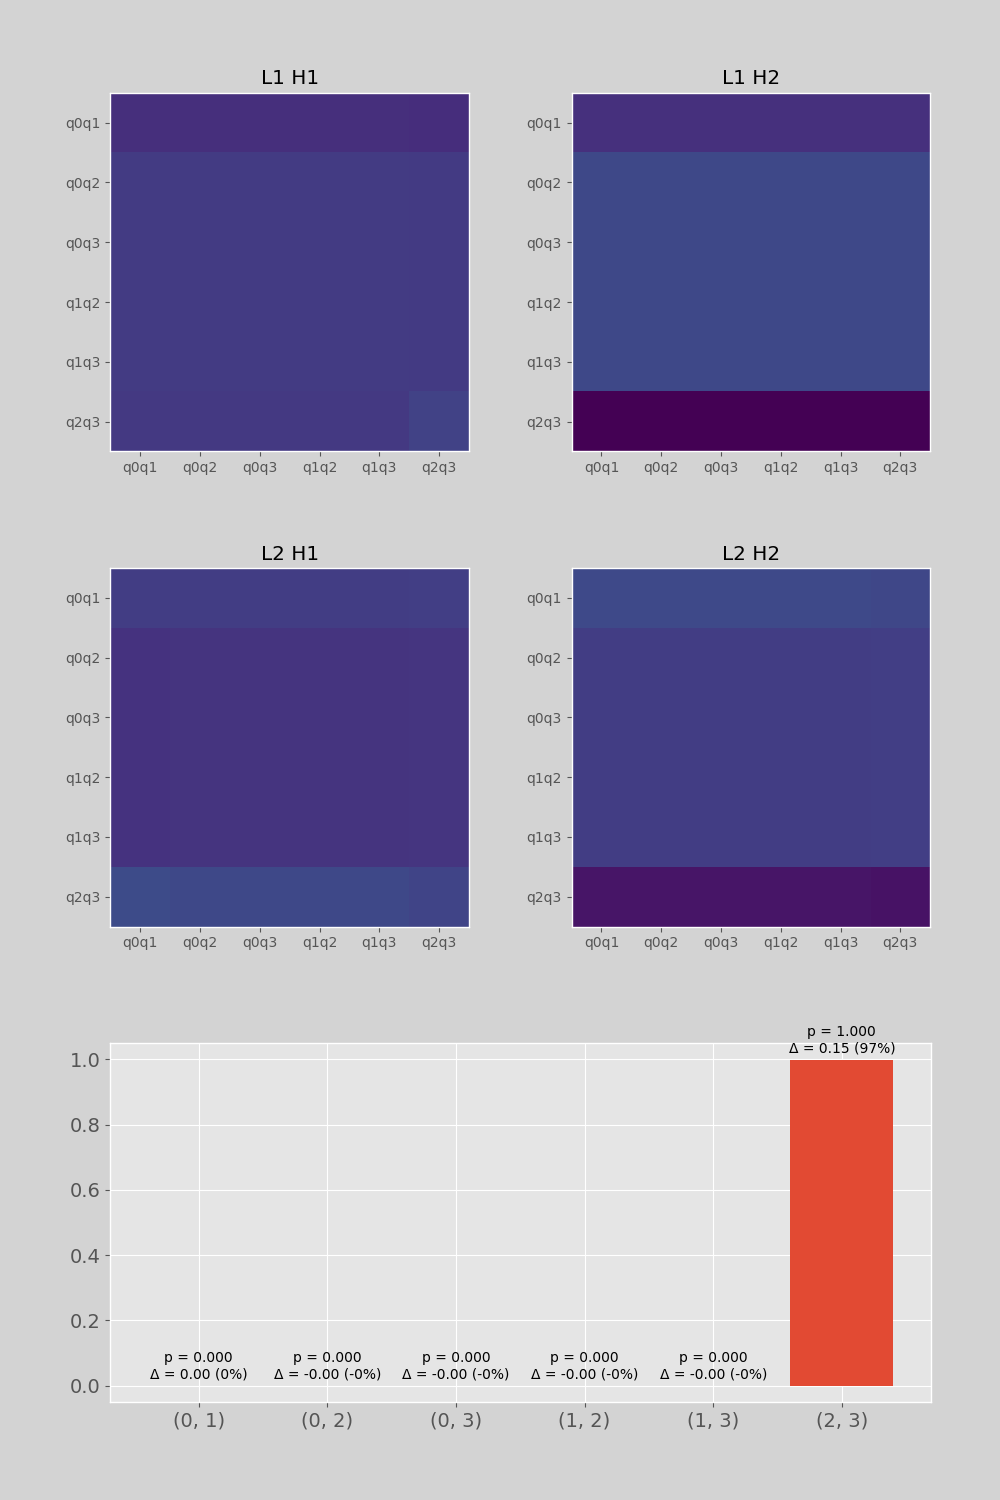 L1 H1
L1 H2
q0q1
q0q2
q0q3
q1q2
q1q3
q2q3
q0q1 q0q2 q0q3 q1q2 q1q3 q2q3
q0q1
q0q2
q0q3
q1q2
q1q3
q2q3
q0q1 q0q2 q0q3 q1q2 q1q3 q2q3
L2 H1
L2 H2
q0q1
q0q2
q0q3
q1q2
q1q3
q2q3
q0q1 q0q2 q0q3 q1q2 q1q3 q2q3
q0q1
q0q2
q0q3
q1q2
q1q3
q2q3
q0q1 q0q2 q0q3 q1q2 q1q3 q2q3
1.0
0.8
0.6
0.4
0.2
0.0
p = 0.000
Δ = 0.00 (0%)
p = 0.000
Δ = -0.00 (-0%)
p = 0.000
Δ = -0.00 (-0%)
p = 0.000
Δ = -0.00 (-0%)
p = 0.000
Δ = -0.00 (-0%)
p = 1.000
Δ = 0.15 (97%)
(0, 1) (0, 2) (0, 3) (1, 2) (1, 3) (2, 3)